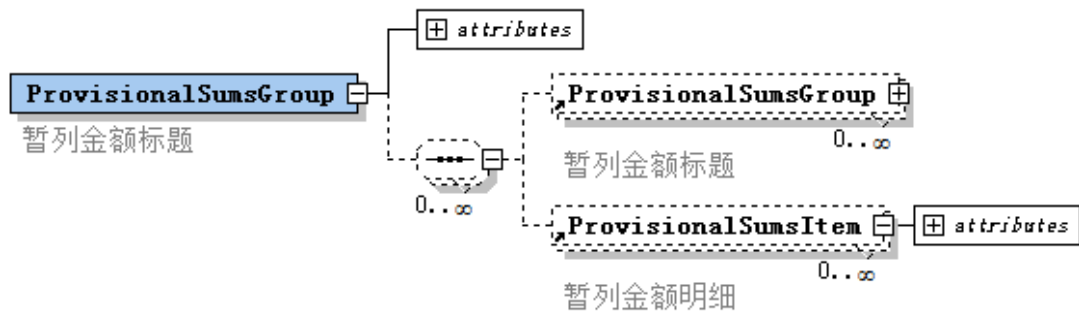 attributes
ProvisionalSumsGroup
暂列金额标题
0..∞
ProvisionalSumsGroup
0..∞
暂列金额标题
ProvisionalSumsItem
attributes
0..∞
暂列金额明细